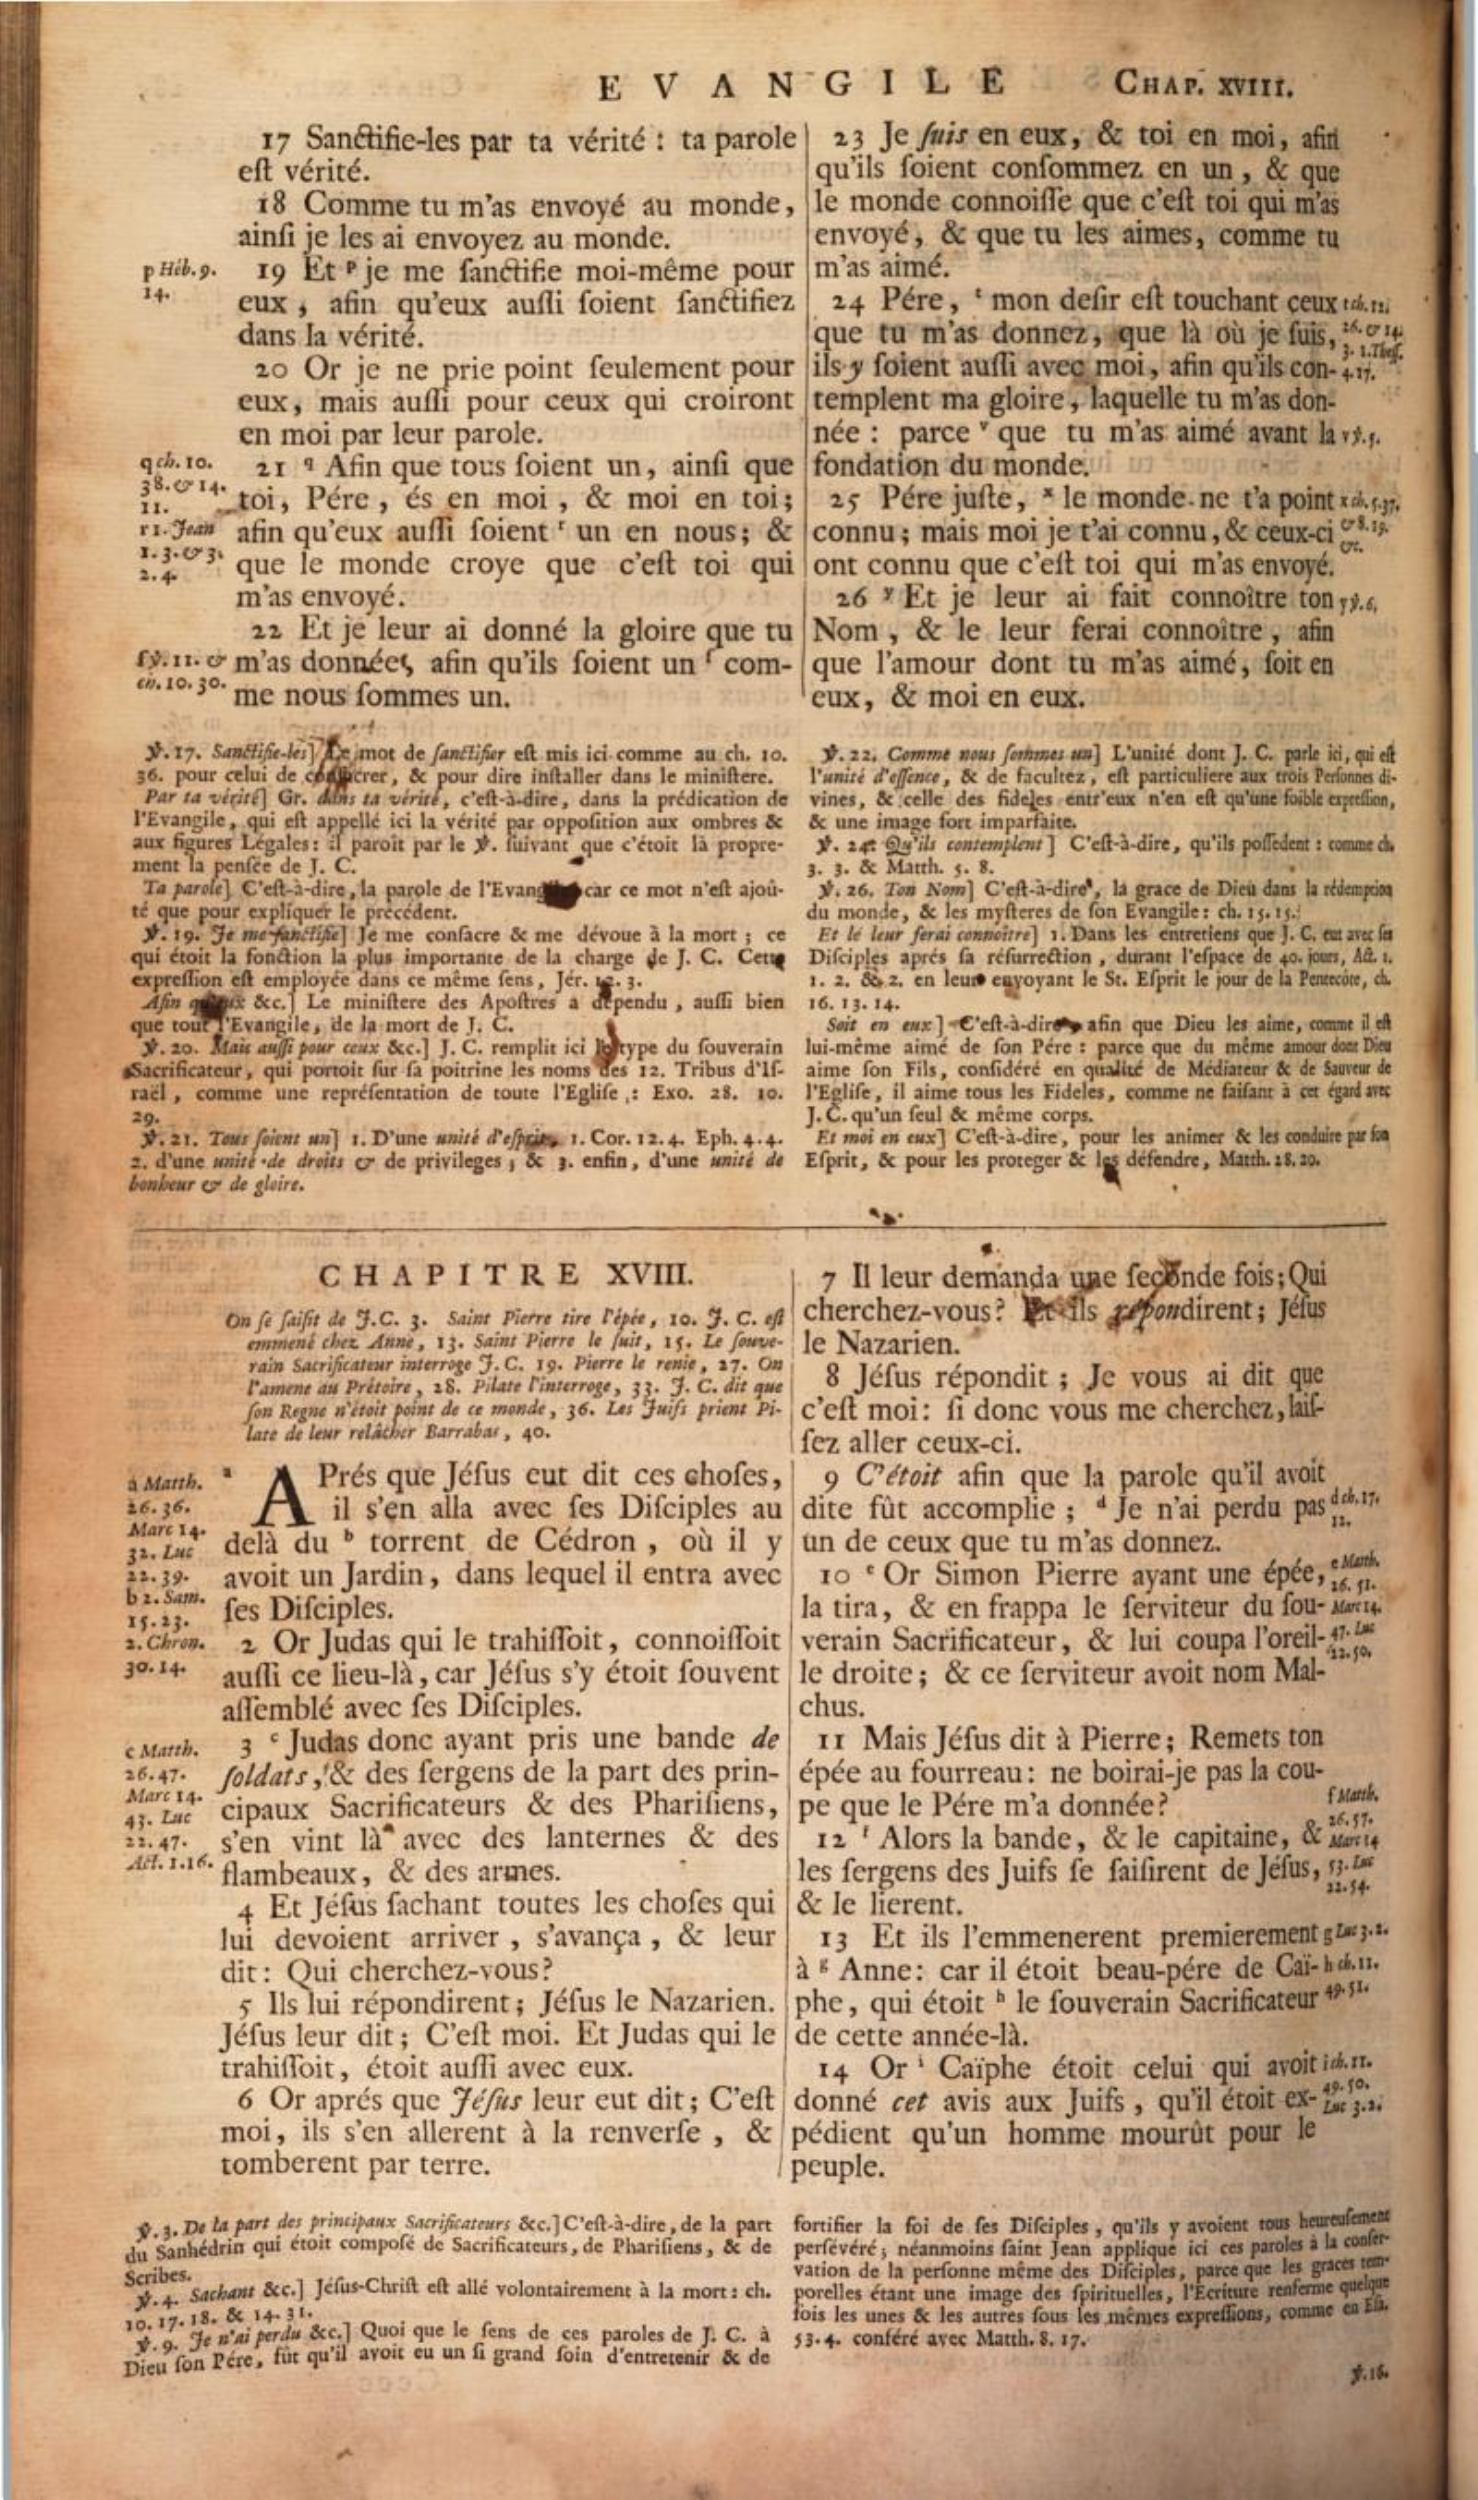 EVANGILE CHAP. XVIII.
17 Sanctifie-les par ta vérité : ta parole
eſt vérité.
18 Comme tu m'as envoyé au monde,
ainſi je les ai envoyez au monde.
p Héb. 9.
14.
19 Et p je me ſanctifie moi-même pour
eux, afin qu'eux auſſi ſoient ſanctifiez
dans la vérité.
20 Or je ne prie point ſeulement pour
eux, mais auſſi pour ceux qui croiront
en moi par leur parole.
q ch. 10.
38. & 14.
11.
r 1. Jean
1. 3. & 3.
2. 4.
21 q Afin que tous ſoient un, ainſi que
toi, Pére, és en moi, & moi en toi;
afin qu'eux auſſi ſoient r un en nous; &
que le monde croye que c'eſt toi qui
m'as envoyé.
ſ ℣. 11. &
ch. 10. 30.
22 Et je leur ai donné la gloire que tu
m'as donnée, afin qu'ils ſoient un ſ com-
me nous ſommes un.
23 Je ſuis en eux, & toi en moi, afin
qu'ils ſoient conſommez en un, & que
le monde connoiſſe que c'eſt toi qui m'as
envoyé, & que tu les aimes, comme tu
m'as aimé.
24 Pére, t mon deſir eſt touchant ceux
que tu m'as donnez, que là où je ſuis,
ils y ſoient auſſi avec moi, afin qu'ils con-
templent ma gloire, laquelle tu m'as don-
née : parce v que tu m'as aimé avant la
fondation du monde.
t ch. 12.
26. & 14.
3. 1. Theſſ.
4. 17.
v ℣. 5.
25 Pére juſte, x le monde ne t'a point
connu; mais moi je t'ai connu, & ceux-ci
ont connu que c'eſt toi qui m'as envoyé.
x ch. 5. 37.
& 8. 19.
&c.
26 y Et je leur ai fait connoître ton
Nom, & le leur ferai connoître, afin
que l'amour dont tu m'as aimé, ſoit en
eux, & moi en eux.
y ℣. 6.
℣. 17. Sanctifie-les] Le mot de ſanctifier eſt mis ici comme au ch. 10.
36. pour celui de conſacrer, & pour dire inſtaller dans le miniſtere.
Par ta vérité] Gr. dans ta vérité, c'eſt-à-dire, dans la prédication de
l'Evangile, qui eſt appellé ici la vérité par oppoſition aux ombres &
aux figures Légales: il paroît par le ℣. ſuivant que c'étoit là propre-
ment la penſée de J. C.
Ta parole] C'eſt-à-dire, la parole de l'Evangile car ce mot n'eſt ajoû-
té que pour expliquer le précédent.
℣. 19. Je me ſanctifie] Je me conſacre & me dévoue à la mort ; ce
qui étoit la fonction la plus importante de la charge de J. C. Cette
expreſſion eſt employée dans ce même ſens, Jér. 12. 3.
Afin qu'eux &c.] Le miniſtere des Apoſtres a dépendu, auſſi bien
que tout l'Evangile, de la mort de J. C.
℣. 20. Mais auſſi pour ceux &c.] J. C. remplit ici le type du ſouverain
Sacrificateur, qui portoit ſur ſa poitrine les noms des 12. Tribus d'Iſ-
raël, comme une repréſentation de toute l'Egliſe : Exo. 28. 10.
29.
℣. 21. Tous ſoient un] 1. D'une unité d'eſprit, 1. Cor. 12. 4. Eph. 4. 4.
2. d'une unité de droits & de privileges ; & 3. enfin, d'une unité de
bonheur & de gloire.
℣. 22. Comme nous ſommes un] L'unité dont J. C. parle ici, qui eſt
l'unité d'eſſence, & de facultez, eſt particuliere aux trois Perſonnes di-
vines, & celle des fideles entr'eux n'en eſt qu'une foible expreſſion,
& une image fort imparfaite.
℣. 24. Qu'ils contemplent] C'eſt-à-dire, qu'ils poſſedent : comme ch.
3. 3. & Matth. 5. 8.
℣. 26. Ton Nom] C'eſt-à-dire, la grace de Dieu dans la rédemption
du monde, & les myſteres de ſon Evangile: ch. 15. 15.
Et le leur ferai connoître] 1. Dans les entretiens que J. C. eut avec ſes
Diſciples aprés ſa réſurrection, durant l'eſpace de 40. jours, Act. 1.
1. 2. & 2. en leur envoyant le St. Eſprit le jour de la Pentecôte, ch.
16. 13. 14.
Soit en eux] C'eſt-à-dire, afin que Dieu les aime, comme il eſt
lui-même aimé de ſon Pére : parce que du même amour dont Dieu
aime ſon Fils, conſidéré en qualité de Médiateur & de Sauveur de
l'Egliſe, il aime tous les Fideles, comme ne faiſant à cet égard avec
J. C. qu'un ſeul & même corps.
Et moi en eux] C'eſt-à-dire, pour les animer & les conduire par ſon
Eſprit, & pour les proteger & les défendre, Matth. 28. 20.
CHAPITRE XVIII.
On ſe ſaiſit de J. C. 3. Saint Pierre tire l'épée, 10. J. C. eſt
emmené chez Anne, 13. Saint Pierre le ſuit, 15. Le ſouve-
rain Sacrificateur interroge J. C. 19. Pierre le renie, 27. On
l'amene au Prétoire, 28. Pilate l'interroge, 33. J. C. dit que
ſon Regne n'étoit point de ce monde, 36. Les Juifs prient Pi-
late de leur relâcher Barrabas, 40.
a Matth.
26. 36.
Marc 14.
32. Luc
22. 39.
b 2. Sam.
15. 23.
2. Chron.
30. 14.
a APrés que Jéſus eut dit ces choſes,
il s'en alla avec ſes Diſciples au
delà du b torrent de Cédron, où il y
avoit un Jardin, dans lequel il entra avec
ſes Diſciples.
2 Or Judas qui le trahiſſoit, connoiſſoit
auſſi ce lieu-là, car Jéſus s'y étoit ſouvent
aſſemblé avec ſes Diſciples.
c Matth.
26. 47.
Marc 14.
43. Luc
22. 47.
Act. 1. 16.
3 c Judas donc ayant pris une bande de
ſoldats, & des ſergens de la part des prin-
cipaux Sacrificateurs & des Phariſiens,
s'en vint là avec des lanternes & des
flambeaux, & des armes.
4 Et Jéſus ſachant toutes les choſes qui
lui devoient arriver, s'avança, & leur
dit : Qui cherchez-vous?
5 Ils lui répondirent; Jéſus le Nazarien.
Jéſus leur dit; C'eſt moi. Et Judas qui le
trahiſſoit, étoit auſſi avec eux.
6 Or aprés que Jéſus leur eut dit; C'eſt
moi, ils s'en allerent à la renverſe, &
tomberent par terre.
7 Il leur demanda une ſeconde fois; Qui
cherchez-vous? Et ils répondirent; Jéſus
le Nazarien.
8 Jéſus répondit ; Je vous ai dit que
c'eſt moi: ſi donc vous me cherchez, laiſ-
ſez aller ceux-ci.
9 C'étoit afin que la parole qu'il avoit
dite fût accomplie ; d Je n'ai perdu pas
un de ceux que tu m'as donnez.
d ch. 17.
12.
10 e Or Simon Pierre ayant une épée,
la tira, & en frappa le ſerviteur du ſou-
verain Sacrificateur, & lui coupa l'oreil-
le droite; & ce ſerviteur avoit nom Mal-
chus.
e Matth.
26. 51.
Marc 14.
47. Luc
22. 50.
11 Mais Jéſus dit à Pierre; Remets ton
épée au fourreau: ne boirai-je pas la cou-
pe que le Pére m'a donnée?
12 f Alors la bande, & le capitaine, &
les ſergens des Juifs ſe ſaiſirent de Jéſus,
& le lierent.
f Matth.
26. 57.
Marc 14
53. Luc
22. 54.
13 Et ils l'emmenerent premierement
à g Anne: car il étoit beau-pére de Caï-
phe, qui étoit h le ſouverain Sacrificateur
de cette année-là.
g Luc 3. 2.
h ch. 11.
49. 51.
14 Or i Caïphe étoit celui qui avoit
donné cet avis aux Juifs, qu'il étoit ex-
pédient qu'un homme mourût pour le
peuple.
i ch. 11.
49. 50.
Luc 3. 2.
℣. 3. De la part des principaux Sacrificateurs &c.] C'eſt-à-dire, de la part
du Sanhédrin qui étoit compoſé de Sacrificateurs, de Phariſiens, & de
Scribes.
℣. 4. Sachant &c.] Jéſus-Chriſt eſt allé volontairement à la mort : ch.
10. 17. 18. & 14. 31.
℣. 9. Je n'ai perdu &c.] Quoi que le ſens de ces paroles de J. C. à
Dieu ſon Pére, fût qu'il avoit eu un ſi grand ſoin d'entretenir & de
fortifier la foi de ſes Diſciples, qu'ils y avoient tous heureuſement
perſévéré; néanmoins ſaint Jean applique ici ces paroles à la conſer-
vation de la perſonne même des Diſciples, parce que les graces tem-
porelles étant une image des ſpirituelles, l'Ecriture renferme quelque
fois les unes & les autres ſous les mêmes expreſſions, comme en Eſa.
53. 4. conféré avec Matth. 8. 17.
℣. 16.